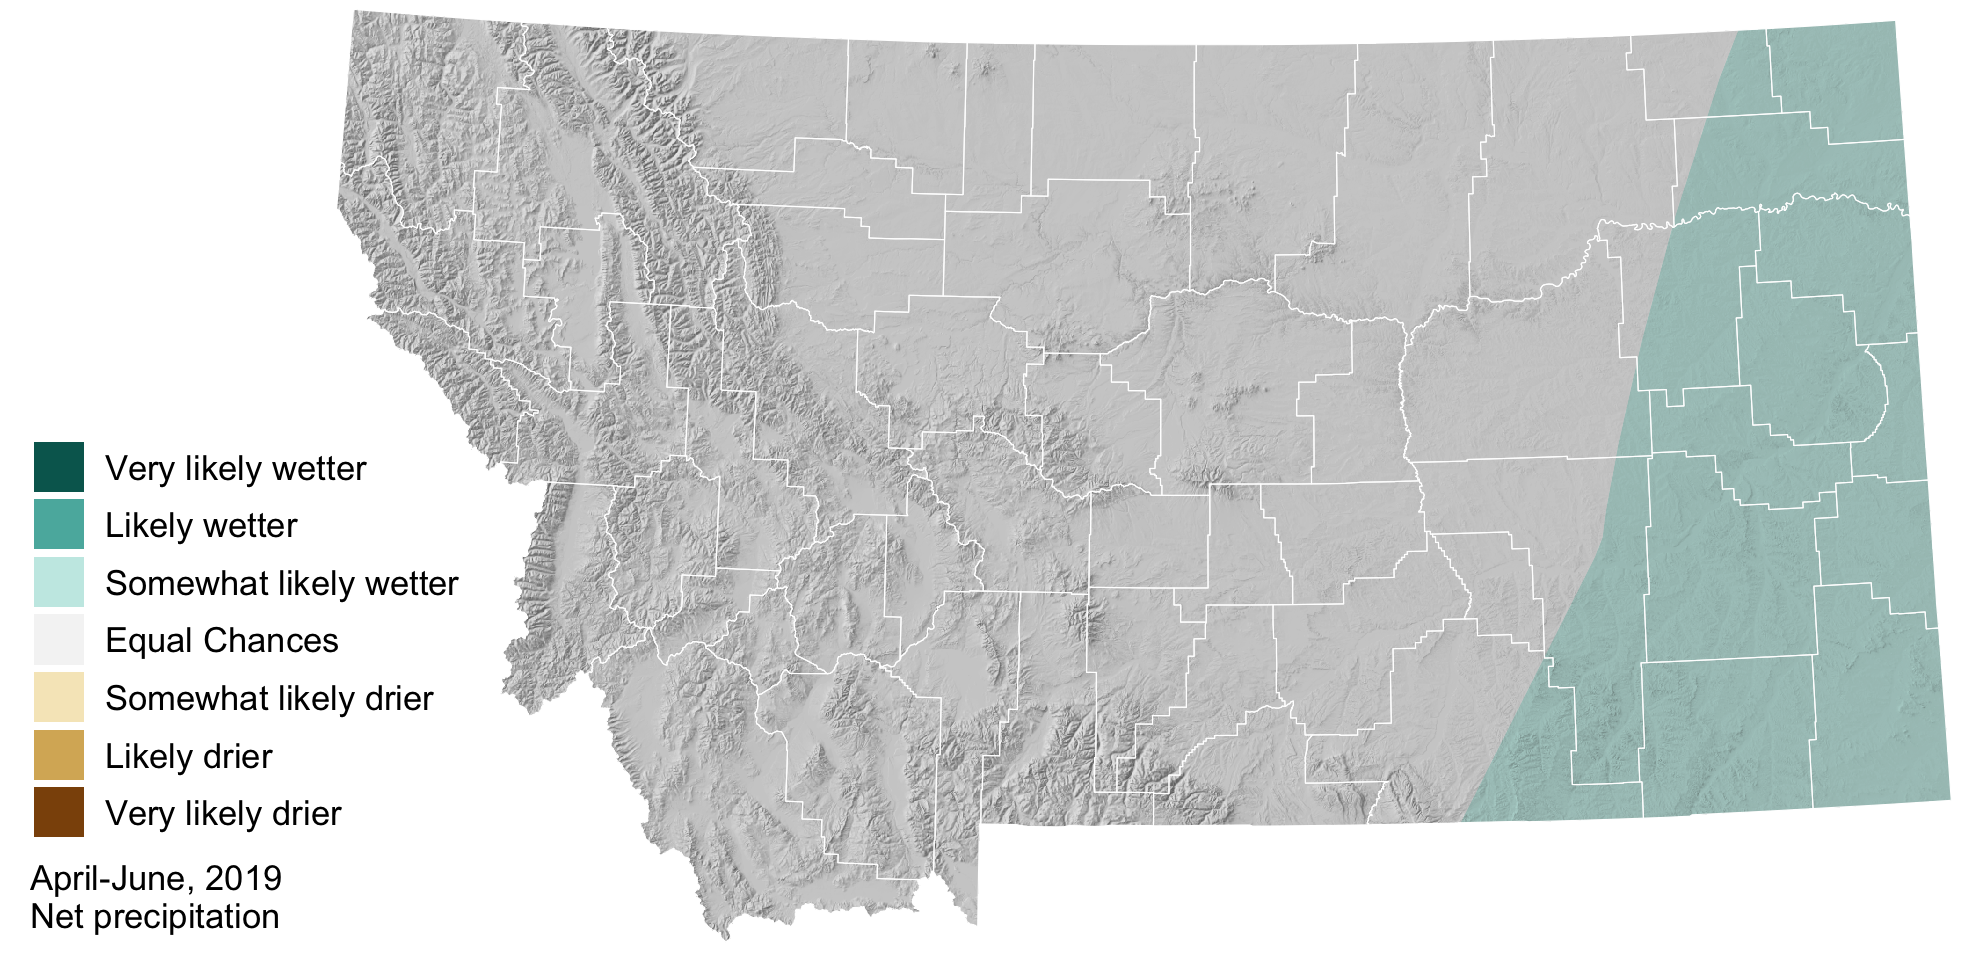 Very likely wetter
Likely wetter
Somewhat likely wetter
Equal Chances
Somewhat likely drier
Likely drier
Very likely drier
April-June, 2019
Net precipitation